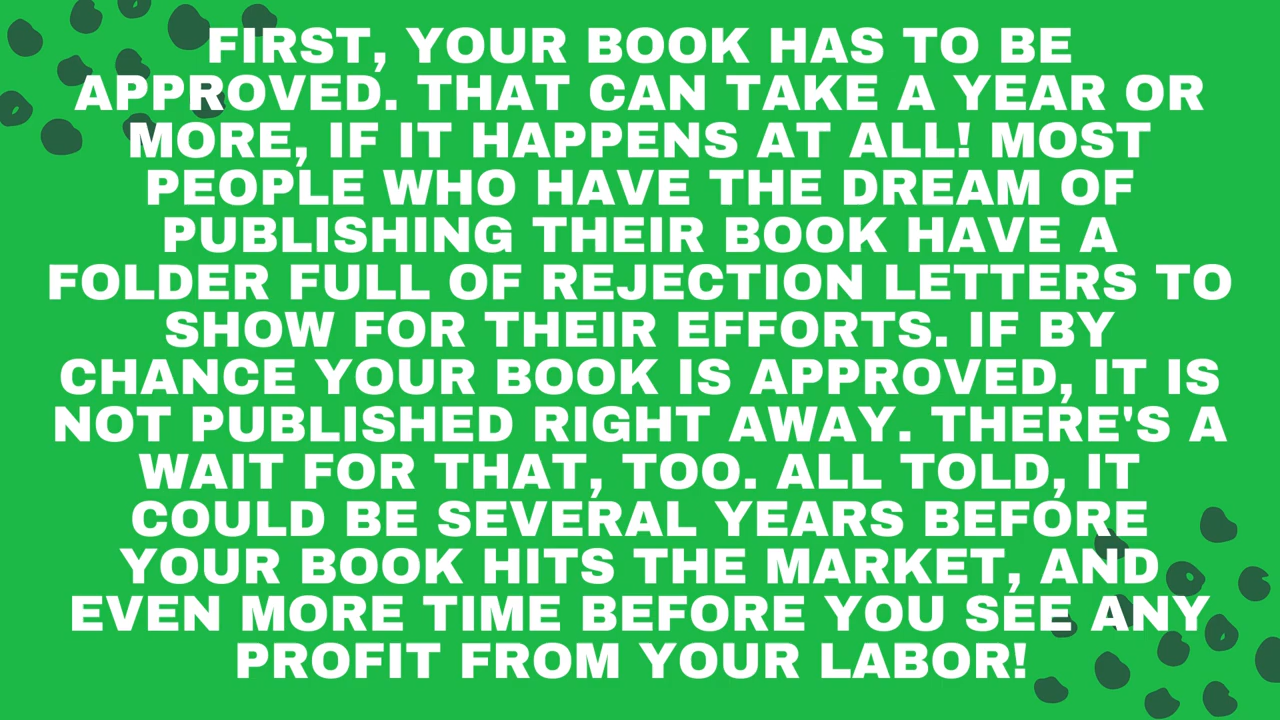 FIRST, YOUR BOOK HAS TO BE
APPROVED. THAT CAN TAKE A YEAR OR
MORE, IF IT HAPPENS AT ALL! MOST
PEOPLE WHO HAVE THE DREAM OF
PUBLISHING THEIR BOOK HAVE A
FOLDER FULL OF REJECTION LETTERS TO
SHOW FOR THEIR EFFORTS. IF BY
CHANCE YOUR BOOK IS APPROVED, IT IS
NOT PUBLISHED RIGHT AWAY. THERE'S A
WAIT FOR THAT, TOO. ALL TOLD, IT
COULD BE SEVERAL YEARS BEFORE
YOUR BOOK HITS THE MARKET, AND
EVEN MORE TIME BEFORE YOU SEE ANY
PROFIT FROM YOUR LABOR!